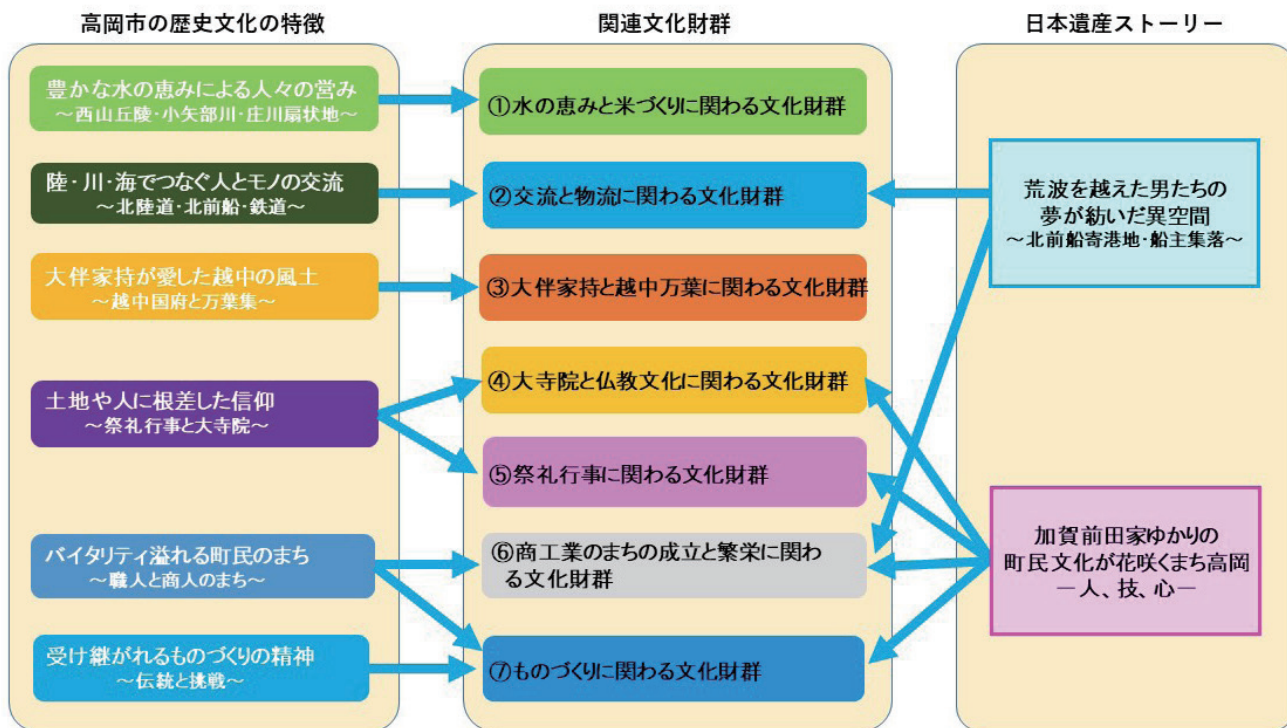 高岡市の歴史文化の特徴
豊かな水の恵みによる人々の営み
～西山丘陵・小矢部川・庄川扇状地～
陸・川・海でつなぐ人とモノの交流
～北陸道・北前船・鉄道～
大伴家持が愛した越中の風土
～越中国府と万葉集～
土地や人に根差した信仰
～祭礼行事と大寺院～
バイタリティ溢れる町民のまち
～職人と商人のまち～
受け継がれるものづくりの精神
～伝統と挑戦～
関連文化財群
①水の恵みと米づくりに関わる文化財群
②交流と物流に関わる文化財群
③大伴家持と越中万葉に関わる文化財群
④大寺院と仏教文化に関わる文化財群
⑤祭礼行事に関わる文化財群
⑥商工業のまちの成立と繁栄に関わ
る文化財群
⑦ものづくりに関わる文化財群
日本遺産ストーリー
荒波を越えた男たちの
夢が紡いだ異空間
～北前船寄港地・船主集落～
加賀前田家ゆかりの
町民文化が花咲くまち高岡
―人、技、心―